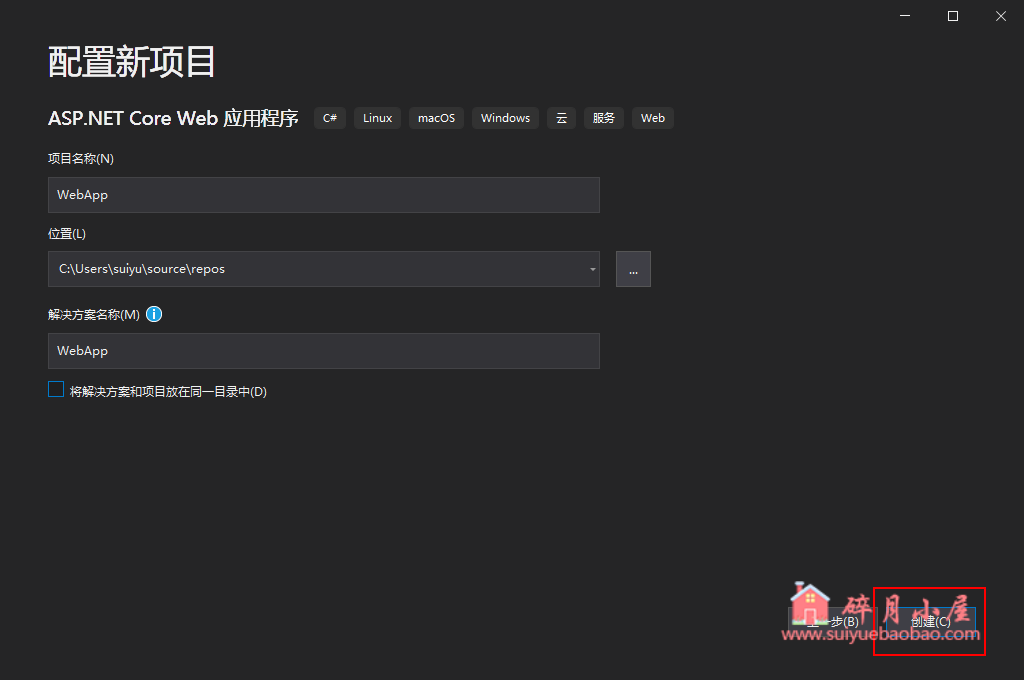 配置新项目
ASP.NET Core Web 应用程序 C# Linux macOS Windows 云 服务 Web
项目名称(N)
WebApp
位置(L)
C:\Users\suiyu\source\repos
...
解决方案名称(M)
WebApp
将解决方案和项目放在同一目录中(D)
碎月小屋
上一步(B) 创建(C)
www.suiyuebaobao.com